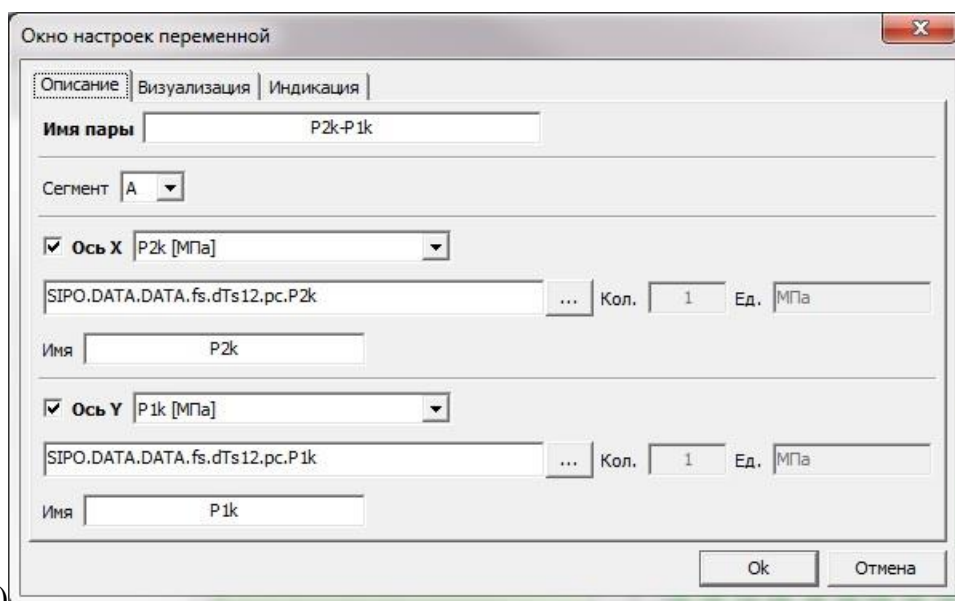 Окно настроек переменной
Описание Визуализация Индикация
Имя пары P2k-P1k
Сегмент A
Ось X P2k [МПа]
SIPO.DATA.DATA.fs.dTs12.pc.P2k ... Кол. 1 Ед. МПа
Имя P2k
Ось Y P1k [МПа]
SIPO.DATA.DATA.fs.dTs12.pc.P1k ... Кол. 1 Ед. МПа
Имя P1k
Ok Отмена
)